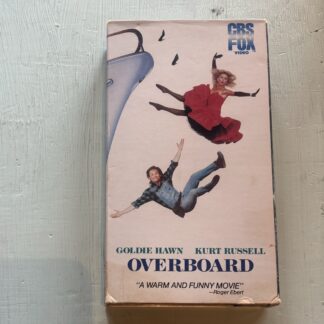 CBS
FOX
VIDEO
GOLDIE HAWN KURT RUSSELL
OVERBOARD
"A WARM AND FUNNY MOVIE"
—Roger Ebert